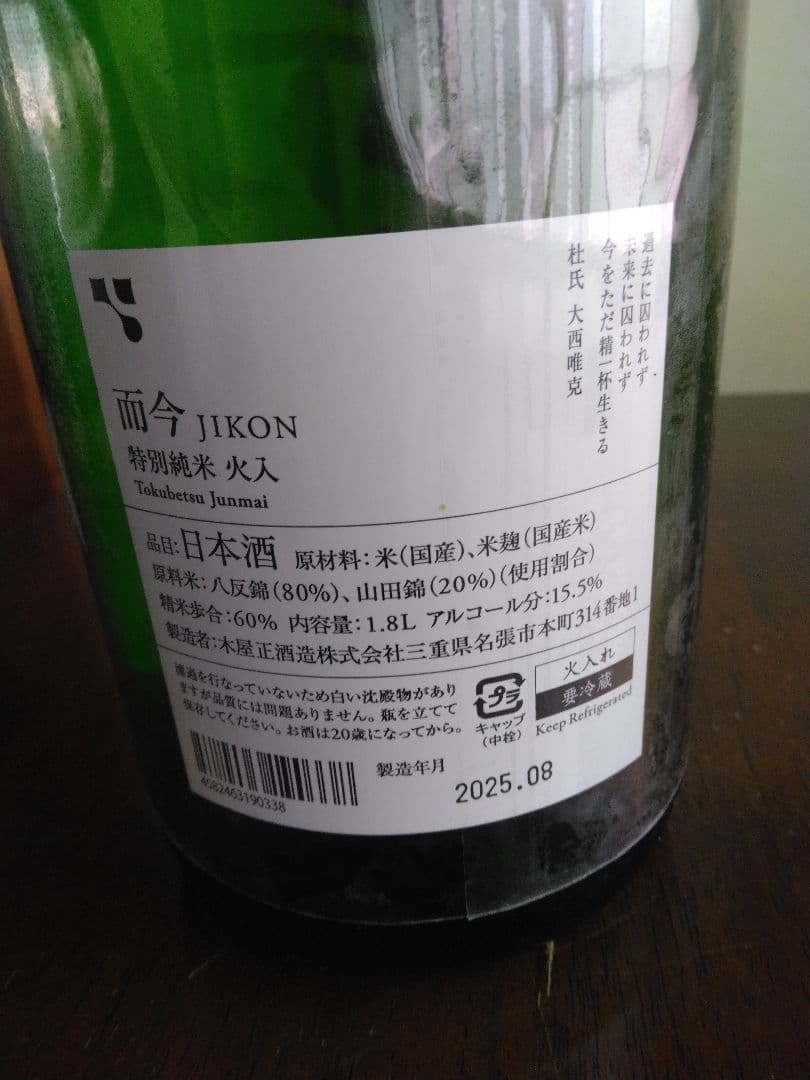 過去に囚われず、
未来に囚われず
今をただ精一杯生きる
杜氏 大西唯克
而今 JIKON
特別純米 火入
Tokubetsu Junmai
品目:日本酒 原材料:米(国産)、米麹(国産米)
原料米:八反錦(80%)、山田錦(20%)(使用割合)
精米歩合:60% 内容量:1.8L アルコール分:15.5%
製造者:木屋正酒造株式会社三重県名張市本町314番地1
濾過を行なっていないため白い沈殿物があり
ますが品質には問題ありません。瓶を立てて
保存してください。お酒は20歳になってから。
プラ
キャップ
(中栓)
火入れ
要冷蔵
Keep Refrigerated
4582463190338
製造年月
2025.08